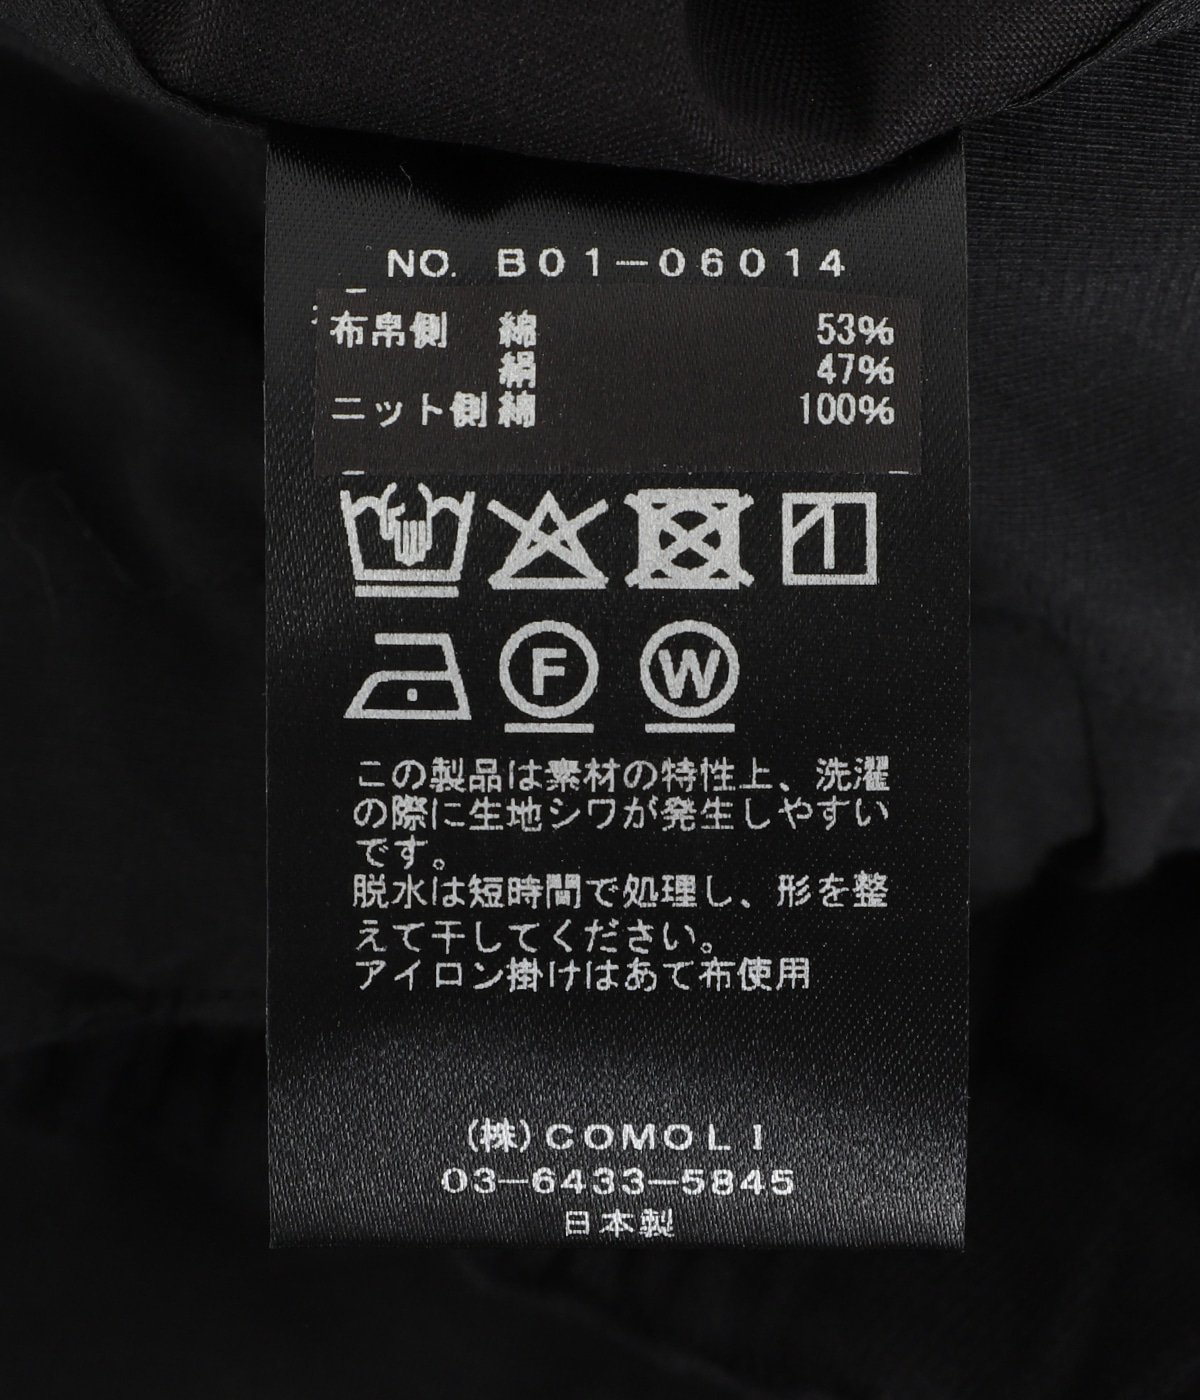 NO. B01-06014
布帛側 綿 53%
絹 47%
ニット側 綿 100%
F W
この製品は素材の特性上、洗濯
の際に生地シワが発生しやすい
です。
脱水は短時間で処理し、形を整
えて干してください。
アイロン掛けはあて布使用
(株)COMOLI
03-6433-5845
日本製